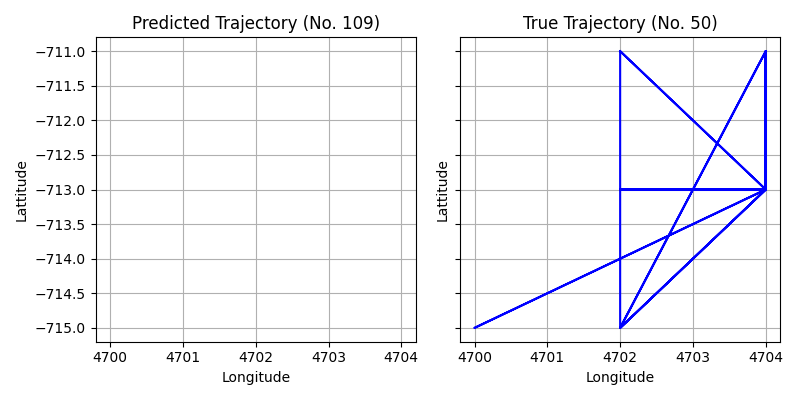 Predicted Trajectory (No. 109)
True Trajectory (No. 50)
−711.0
−711.5
−712.0
−712.5
−713.0
−713.5
−714.0
−714.5
−715.0
Lattitude
Lattitude
4700 4701 4702 4703 4704
4700 4701 4702 4703 4704
Longitude
Longitude